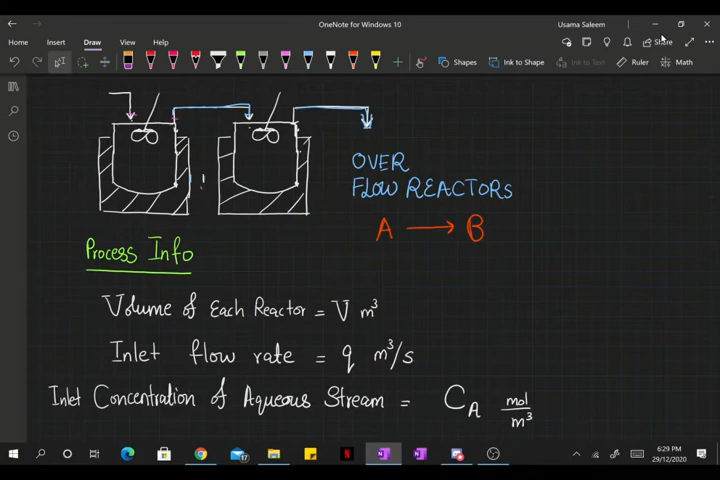 OneNote for Windows 10
Usama Saleem
Home Insert Draw View Help
Share
Shapes Ink to Shape Ink to Text Ruler Math
OVER
FLOW REACTORS
A → B
Process Info
Volume of Each Reactor = V m³
Inlet flow rate = q m³/s
Inlet Concentration of Aqueous Stream = C_A mol/m³
17
6:29 PM
29/12/2020